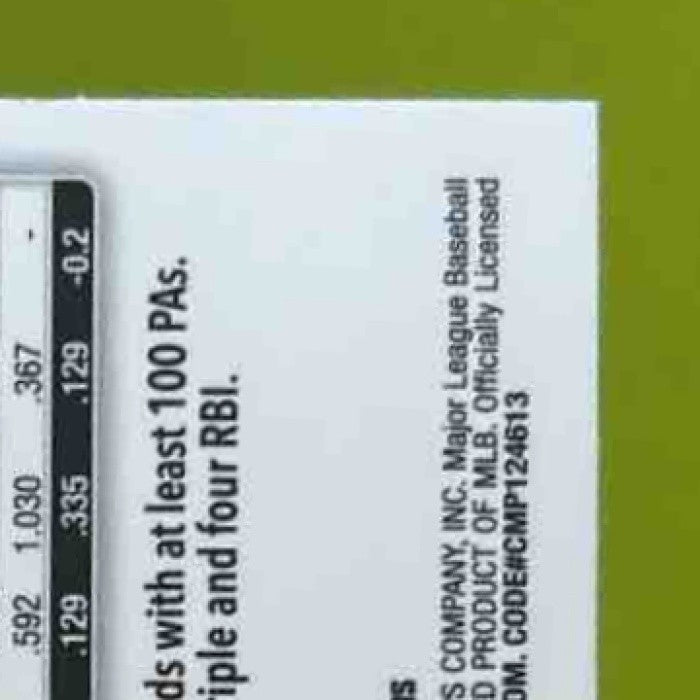 .592 1.030 .367 -
.129 .335 .129 -0.2
ds with at least 100 PAs.
iple and four RBI.
S COMPANY, INC. Major League Baseball
D PRODUCT OF MLB. Officially Licensed
OM. CODE#CMP124613